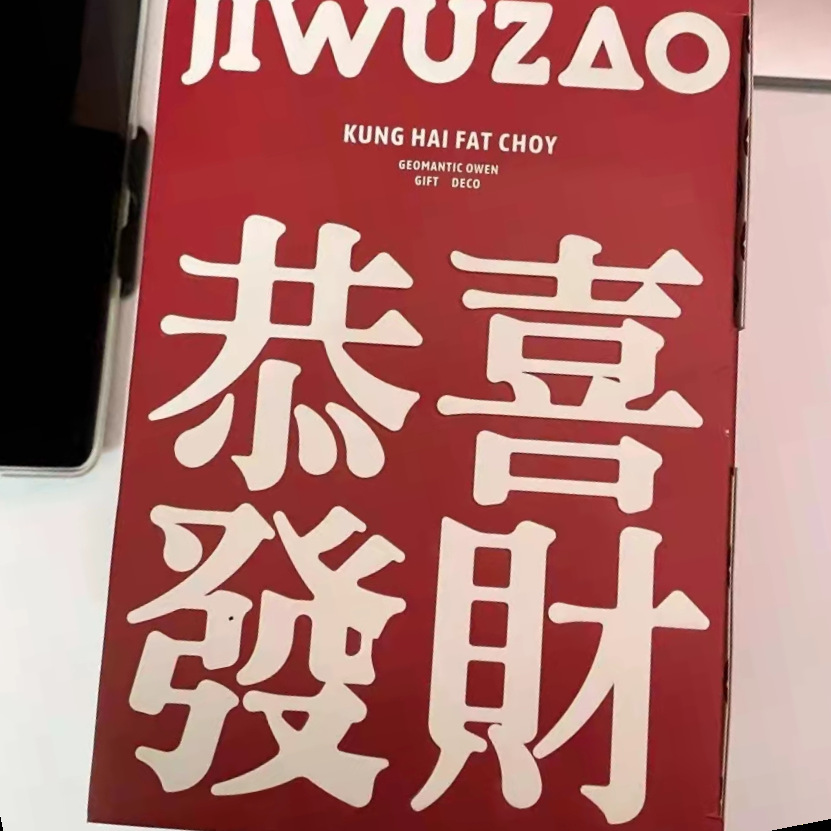 JIWUZAO
KUNG HAI FAT CHOY
GEOMANTIC OWEN
GIFT DECO
恭喜
發財